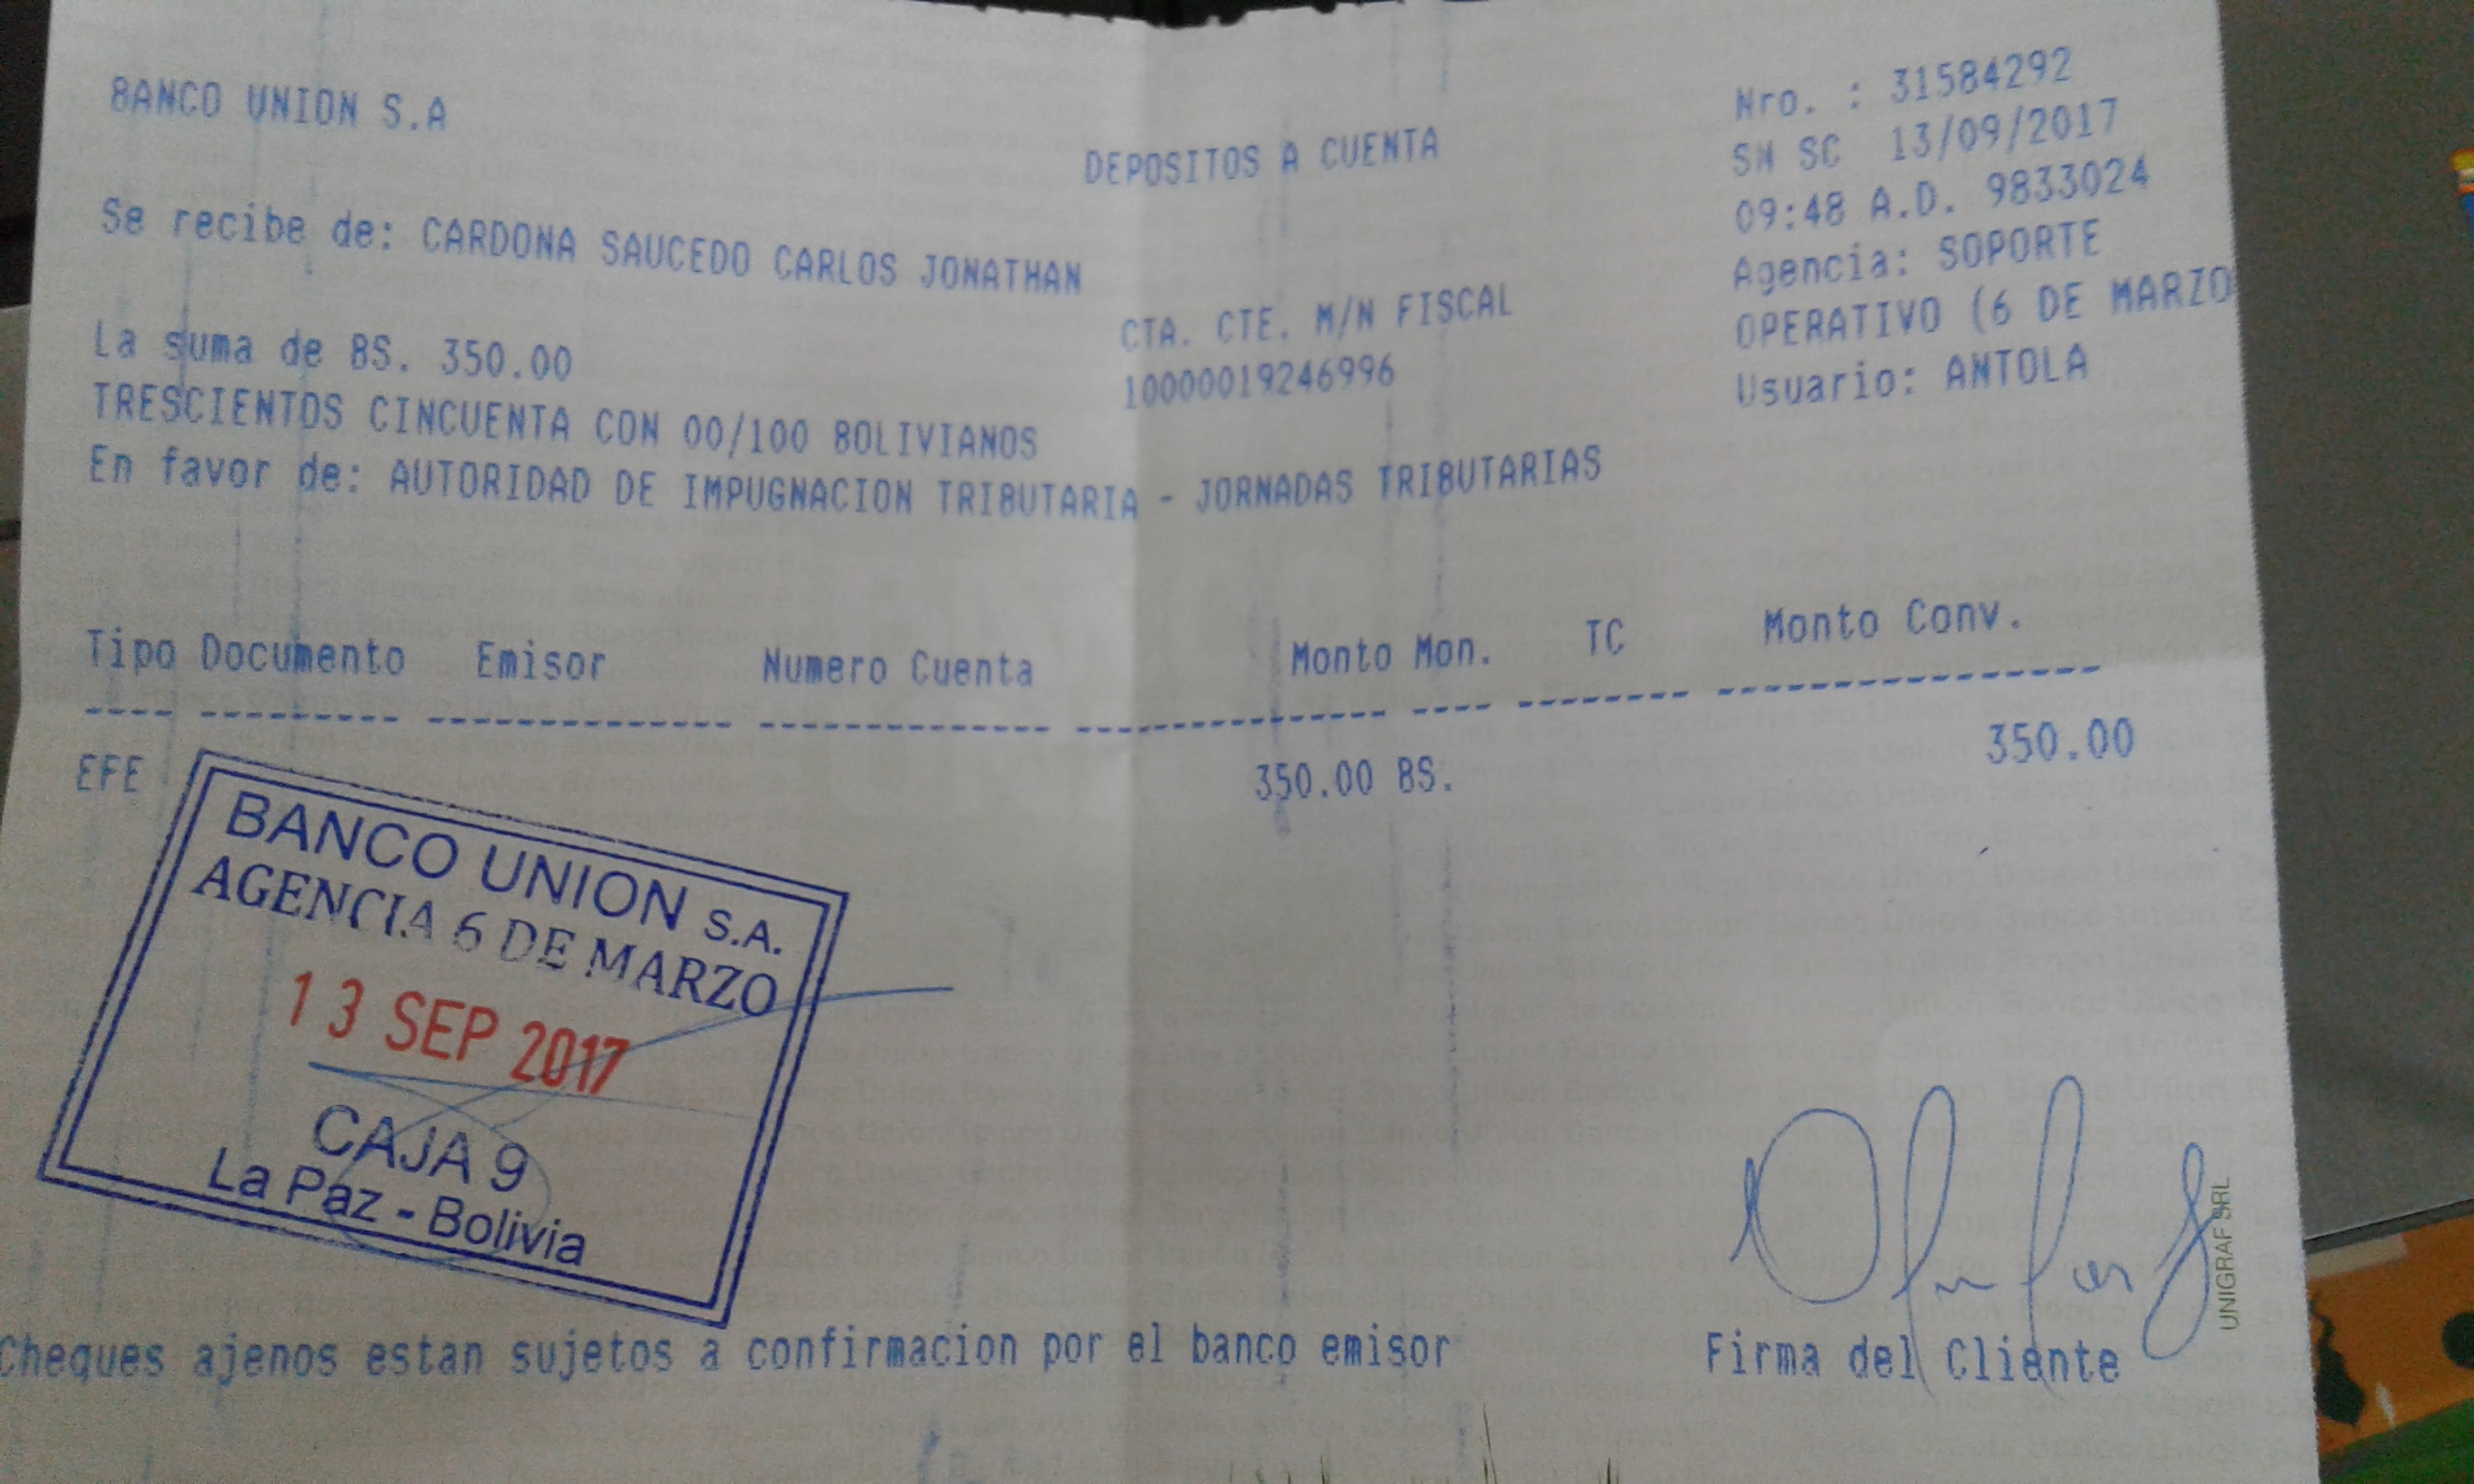 BANCO UNION S.A
DEPOSITOS A CUENTA
Nro. : 31584292
SN SC 13/09/2017
09:48 A.D. 9833024
Agencia: SOPORTE
OPERATIVO (6 DE MARZO
Usuario: ANTOLA
Se recibe de: CARDONA SAUCEDO CARLOS JONATHAN
CTA. CTE. M/N FISCAL
La suma de BS. 350.00
10000019246996
TRESCIENTOS CINCUENTA CON 00/100 BOLIVIANOS
En favor de: AUTORIDAD DE IMPUGNACION TRIBUTARIA - JORNADAS TRIBUTARIAS
Tipo Documento Emisor Numero Cuenta Monto Mon. TC Monto Conv.
EFE 350.00 BS. 350.00
BANCO UNION S.A.
AGENCIA 6 DE MARZO
13 SEP 2017
CAJA 9
La Paz - Bolivia
Cheques ajenos estan sujetos a confirmacion por el banco emisor
Firma del Cliente
UNIGRAF SRL